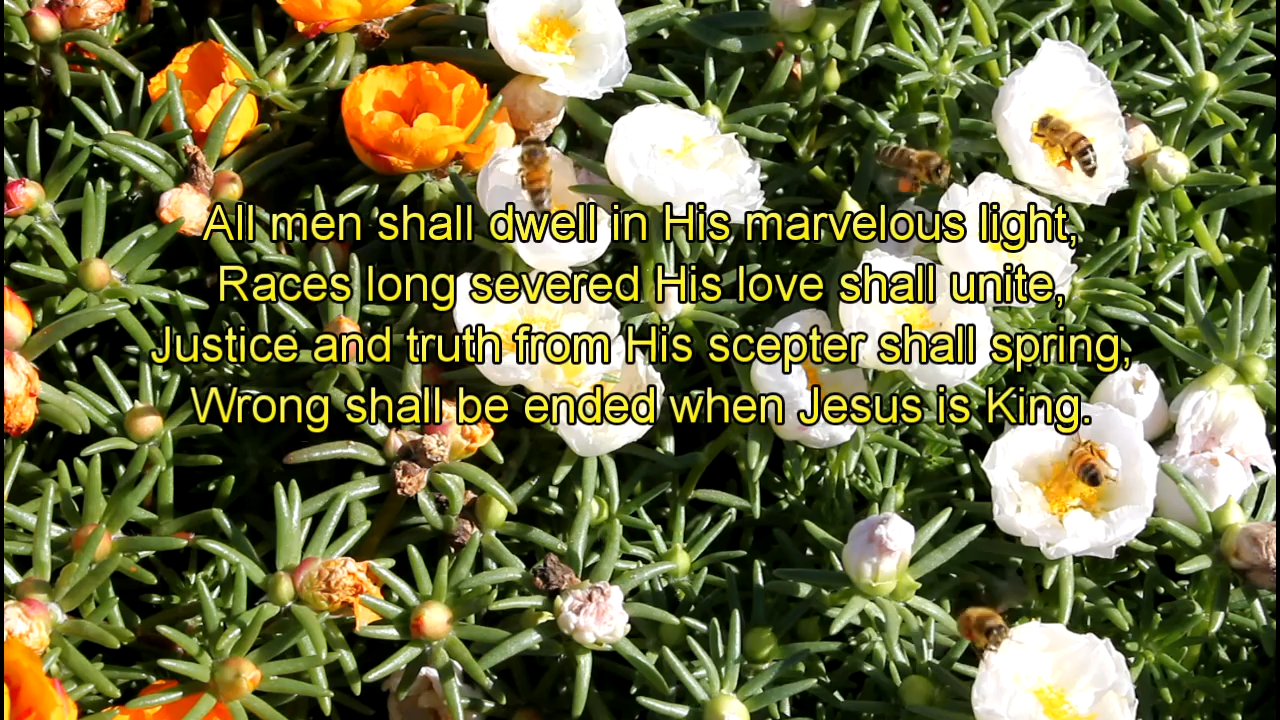 All men shall dwell in His marvelous light,
Races long severed His love shall unite,
Justice and truth from His scepter shall spring,
Wrong shall be ended when Jesus is King.